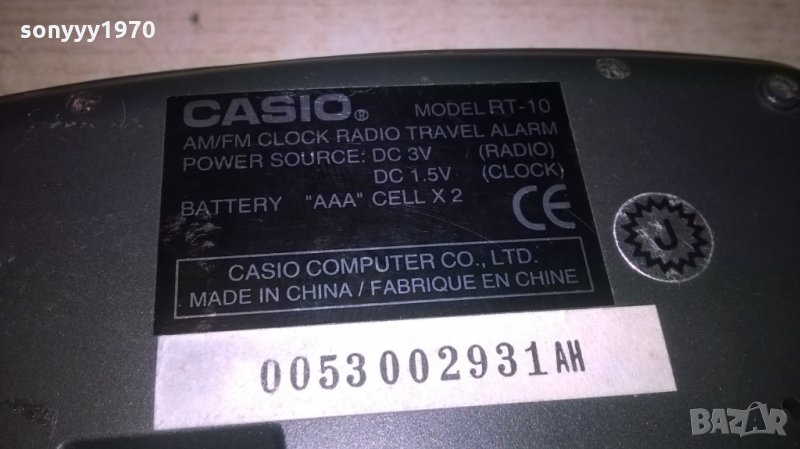 sonyyy1970
CASIO® MODEL RT-10
AM/FM CLOCK RADIO TRAVEL ALARM
POWER SOURCE: DC 3V (RADIO)
DC 1.5V (CLOCK)
BATTERY "AAA" CELL X 2
CE
J
CASIO COMPUTER CO., LTD.
MADE IN CHINA / FABRIQUE EN CHINE
0053002931AH
BAZAR